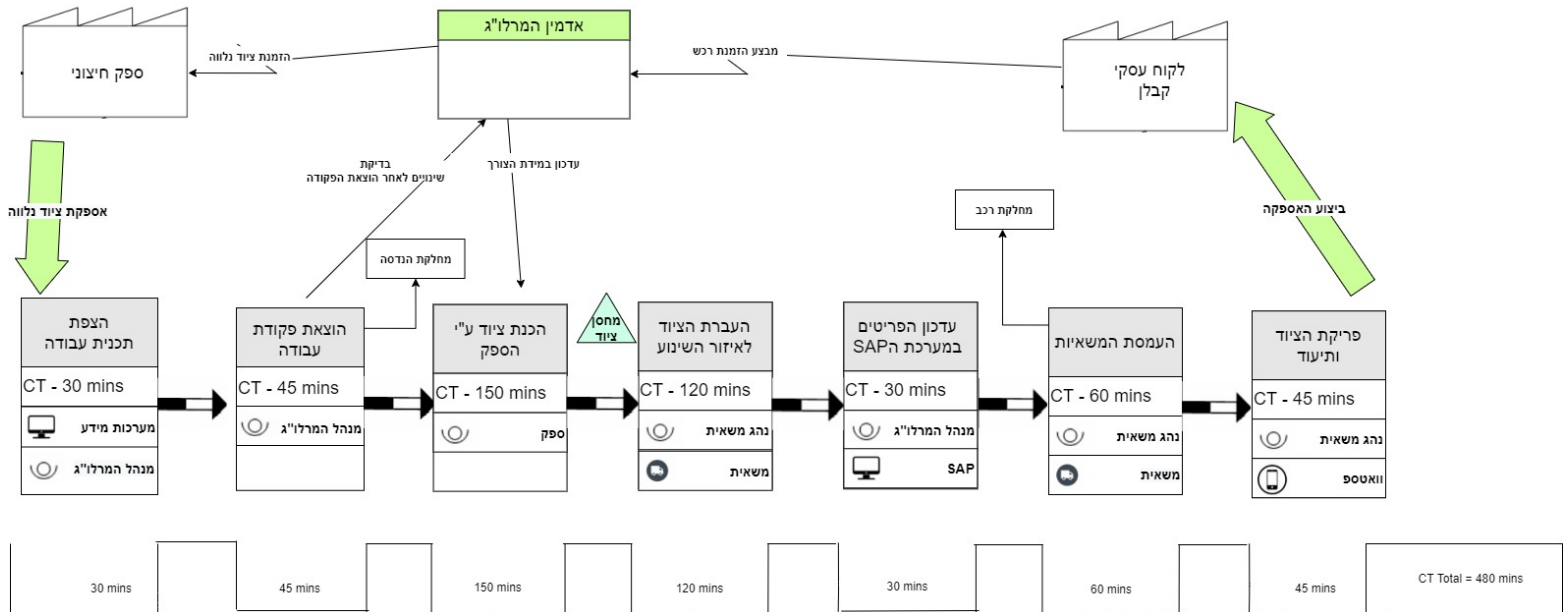 אדמין המרלו"ג
ספק חיצוני
לקוח עסקי
קבלן
הזמנת ציוד נלווה
מבצע הזמנת רכש
בדיקת
שינויים לאחר הוצאת הפקודה
עדכון במידת הצורך
אספקת ציוד נלווה
ביצוע האספקה
מחלקת הנדסה
מחלקת רכב
מחסן
ציוד
הצפת
תכנית עבודה
CT - 30 mins
מערכות מידע
מנהל המרלו"ג
הוצאת פקודת
עבודה
CT - 45 mins
מנהל המרלו"ג
הכנת ציוד ע"י
הספק
CT - 150 mins
ספק
העברת הציוד
לאיזור השינוע
CT - 120 mins
נהג משאית
משאית
עדכון הפריטים
במערכת הSAP
CT - 30 mins
מנהל המרלו"ג
SAP
העמסת המשאיות
CT - 60 mins
נהג משאית
משאית
פריקת הציוד
ותיעוד
CT - 45 mins
נהג משאית
וואטספ
30 mins
45 mins
150 mins
120 mins
30 mins
60 mins
45 mins
CT Total = 480 mins